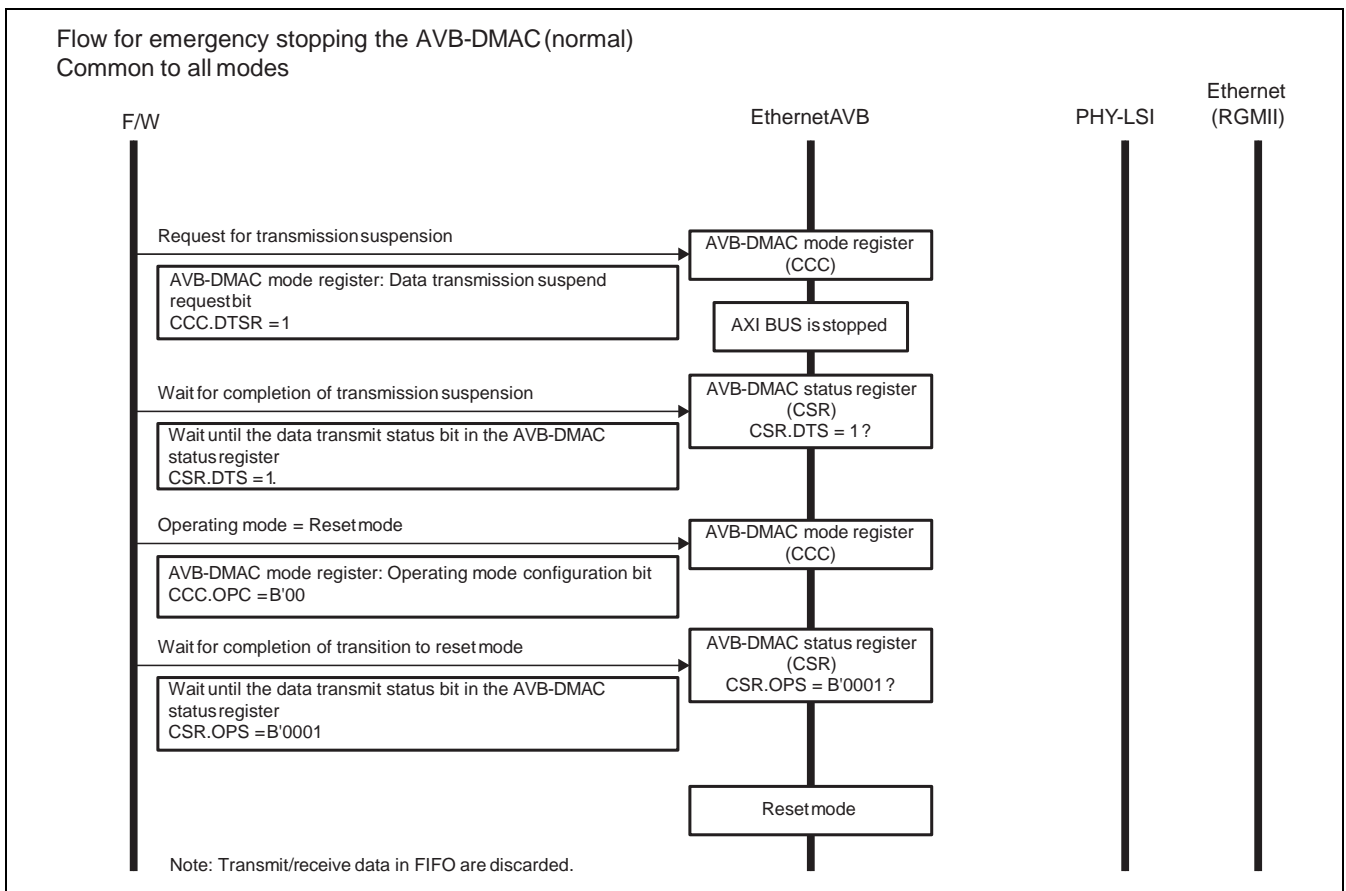 Flow for emergency stopping the AVB-DMAC (normal)
Common to all modes
F/W
EthernetAVB
PHY-LSI
Ethernet
(RGMII)
Request for transmission suspension
AVB-DMAC mode register
(CCC)
AVB-DMAC mode register: Data transmission suspend
request bit
CCC.DTSR = 1
AXI BUS is stopped
Wait for completion of transmission suspension
AVB-DMAC status register
(CSR)
CSR.DTS = 1?
Wait until the data transmit status bit in the AVB-DMAC
status register
CSR.DTS = 1.
Operating mode = Reset mode
AVB-DMAC mode register
(CCC)
AVB-DMAC mode register: Operating mode configuration bit
CCC.OPC = B'00
Wait for completion of transition to reset mode
AVB-DMAC status register
(CSR)
CSR.OPS = B'0001?
Wait until the data transmit status bit in the AVB-DMAC
status register
CSR.OPS = B'0001
Reset mode
Note: Transmit/receive data in FIFO are discarded.